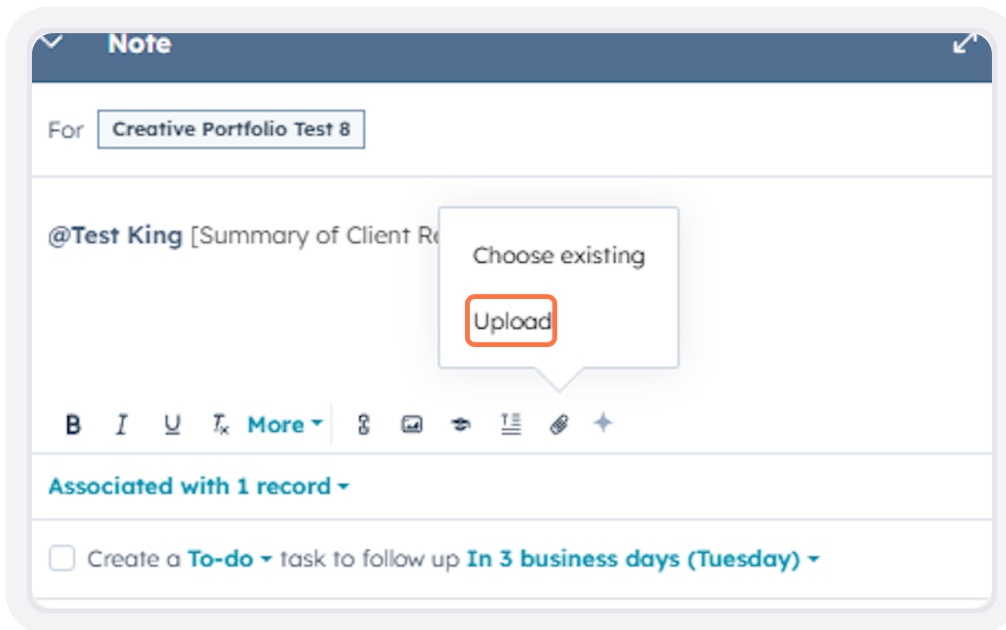 Note
For Creative Portfolio Test 8
@Test King [Summary of Client
Choose existing
Upload
B I U Tx More
Associated with 1 record
Create a To-do task to follow up In 3 business days (Tuesday)